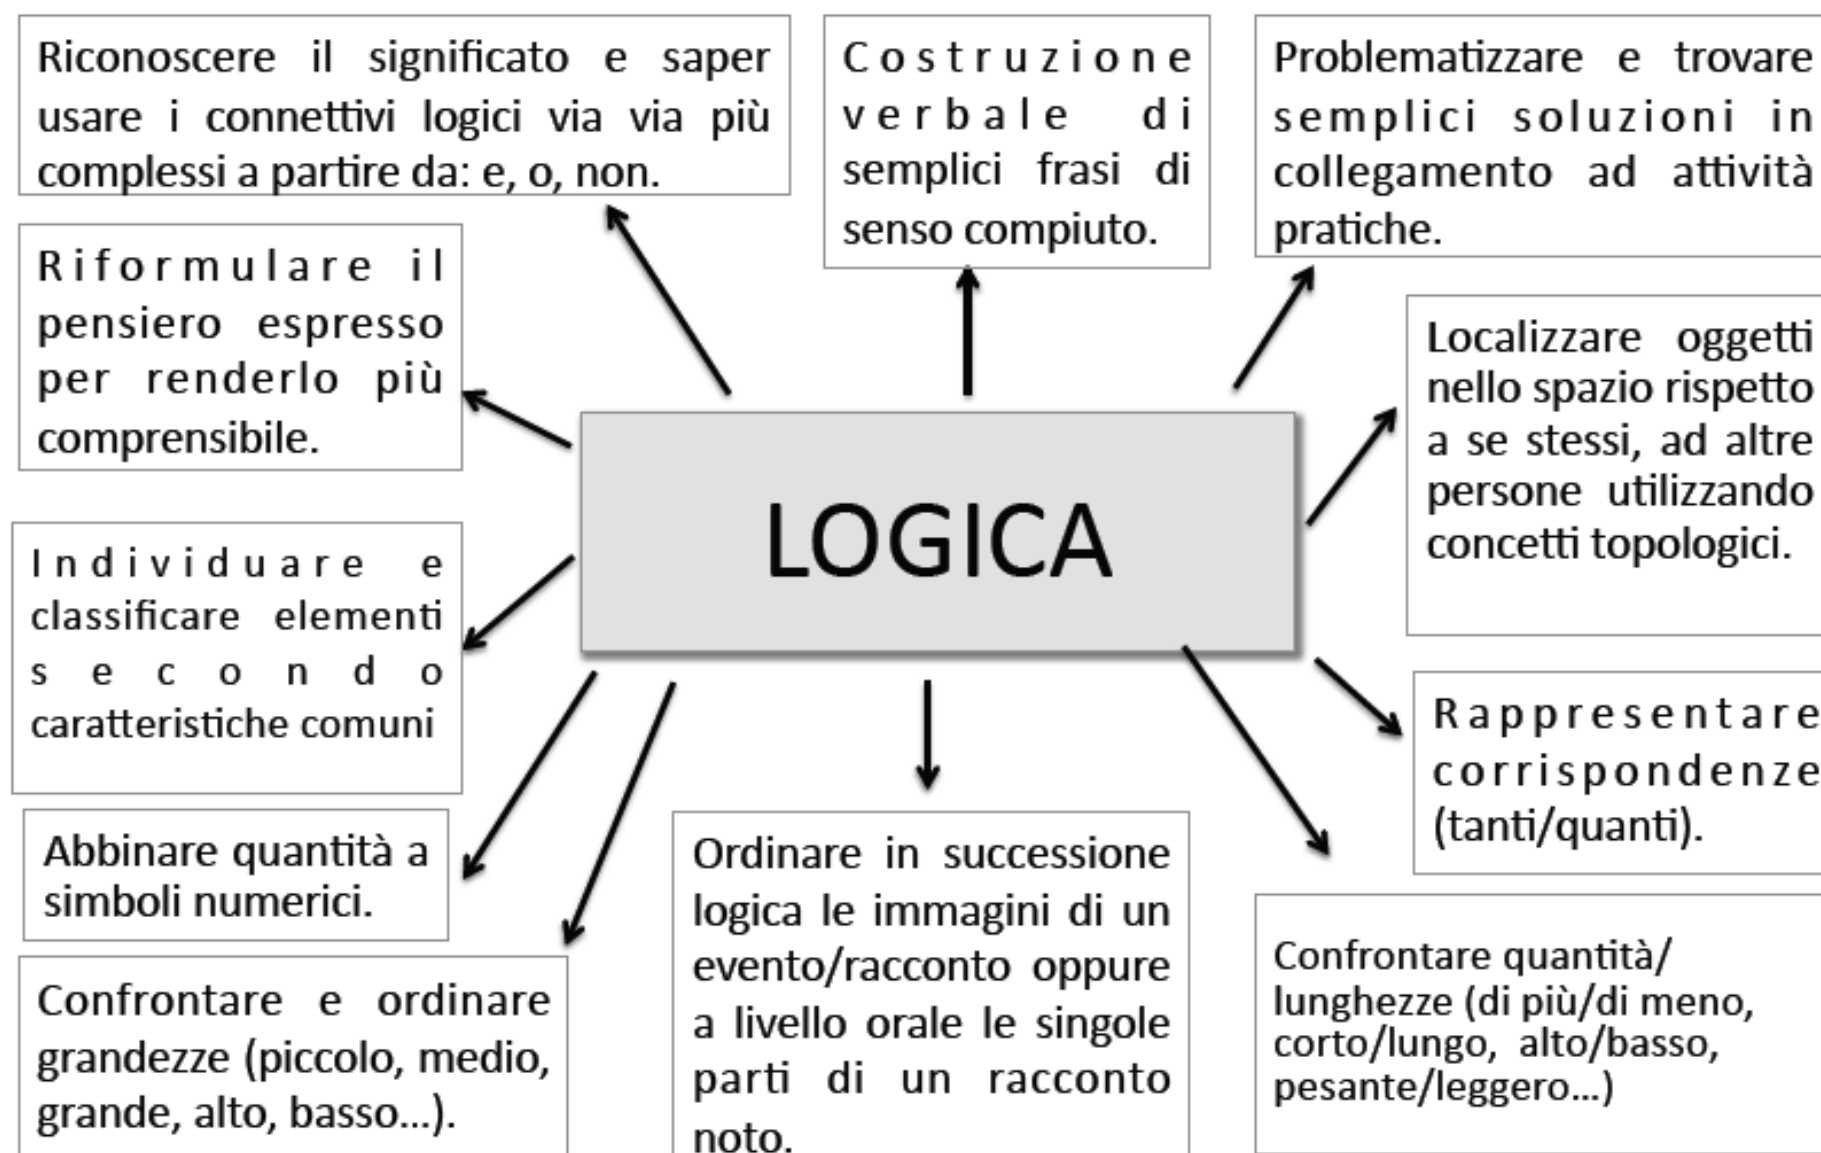 Riconoscere il significato e saper
usare i connettivi logici via via più
complessi a partire da: e, o, non.
Costruzione
verbale di
semplici frasi di
senso compiuto.
Problematizzare e trovare
semplici soluzioni in
collegamento ad attività
pratiche.
Riformulare il
pensiero espresso
per renderlo più
comprensibile.
Localizzare oggetti
nello spazio rispetto
a se stessi, ad altre
persone utilizzando
concetti topologici.
LOGICA
Individuare e
classificare elementi
secondo
caratteristiche comuni
Rappresentare
corrispondenze
(tanti/quanti).
Abbinare quantità a
simboli numerici.
Ordinare in successione
logica le immagini di un
evento/racconto oppure
a livello orale le singole
parti di un racconto
noto.
Confrontare quantità/
lunghezze (di più/di meno,
corto/lungo, alto/basso,
pesante/leggero...)
Confrontare e ordinare
grandezze (piccolo, medio,
grande, alto, basso...).